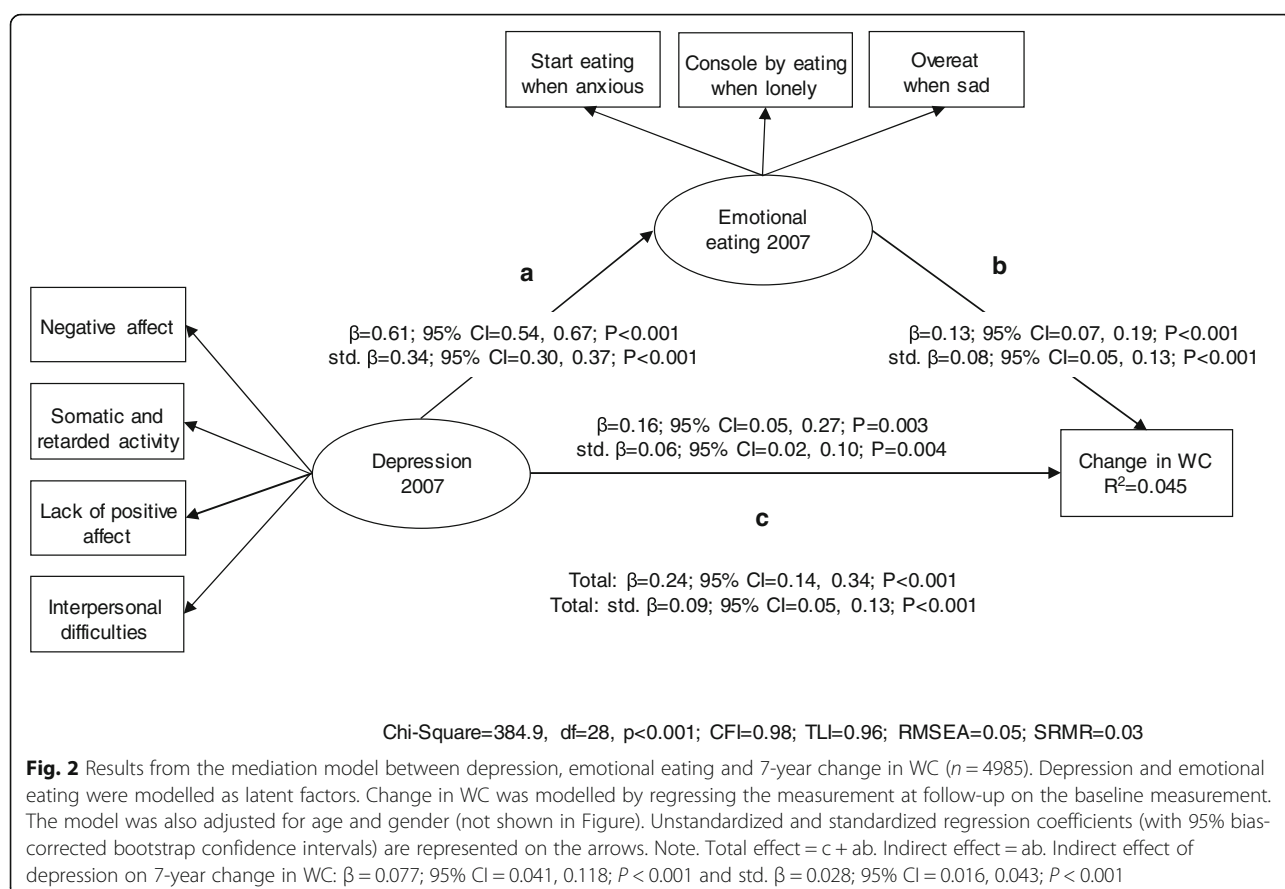 Start eating
when anxious
Console by eating
when lonely
Overeat
when sad
Emotional
eating 2007
a
b
Negative affect
β=0.61; 95% CI=0.54, 0.67; P<0.001
std. β=0.34; 95% CI=0.30, 0.37; P<0.001
β=0.13; 95% CI=0.07, 0.19; P<0.001
std. β=0.08; 95% CI=0.05, 0.13; P<0.001
Somatic and
retarded activity
β=0.16; 95% CI=0.05, 0.27; P=0.003
std. β=0.06; 95% CI=0.02, 0.10; P=0.004
Depression
2007
Change in WC
R²=0.045
Lack of positive
affect
c
Interpersonal
difficulties
Total: β=0.24; 95% CI=0.14, 0.34; P<0.001
Total: std. β=0.09; 95% CI=0.05, 0.13; P<0.001
Chi-Square=384.9, df=28, p<0.001; CFI=0.98; TLI=0.96; RMSEA=0.05; SRMR=0.03
Fig. 2 Results from the mediation model between depression, emotional eating and 7-year change in WC (n = 4985). Depression and emotional
eating were modelled as latent factors. Change in WC was modelled by regressing the measurement at follow-up on the baseline measurement.
The model was also adjusted for age and gender (not shown in Figure). Unstandardized and standardized regression coefficients (with 95% bias-
corrected bootstrap confidence intervals) are represented on the arrows. Note. Total effect = c + ab. Indirect effect = ab. Indirect effect of
depression on 7-year change in WC: β = 0.077; 95% CI = 0.041, 0.118; P < 0.001 and std. β = 0.028; 95% CI = 0.016, 0.043; P < 0.001